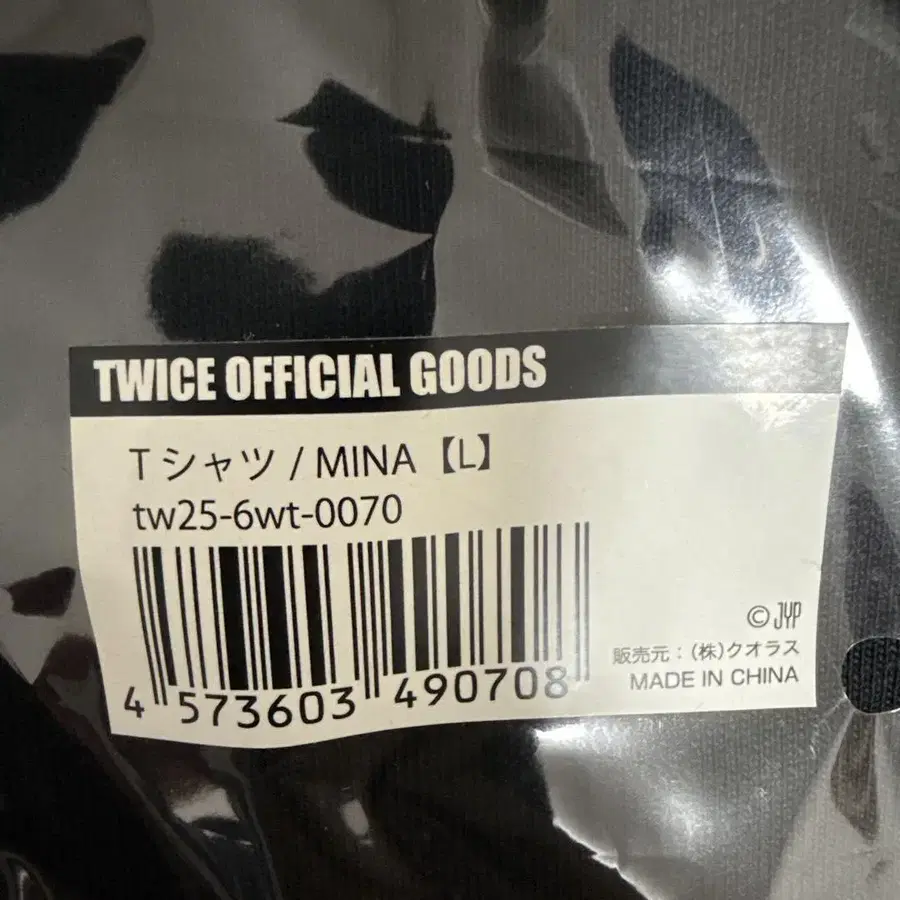 TWICE OFFICIAL GOODS
Tシャツ / MINA【L】
tw25-6wt-0070
4 573603 490708
© JYP
販売元：(株)クオラス
MADE IN CHINA